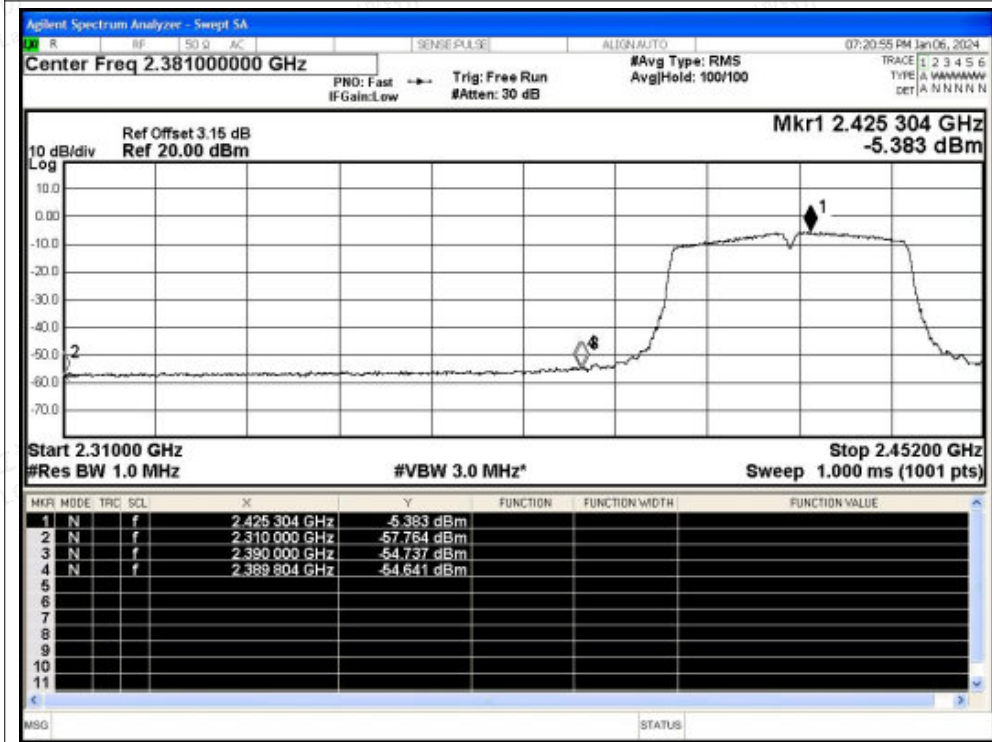 Agilent Spectrum Analyzer - Swept SA
LXI R RF 50 Ω AC SENSE:PULSE ALIGNAUTO 07:20:55 PM Jan 06, 2024
Center Freq 2.381000000 GHz
PNO: Fast
IFGain:Low
Trig: Free Run
#Atten: 30 dB
#Avg Type: RMS
Avg|Hold: 100/100
TRACE 1 2 3 4 5 6
TYPE A WWWWW
DET A N N N N N
Ref Offset 3.15 dB
10 dB/div Ref 20.00 dBm
Log
Mkr1 2.425 304 GHz
-5.383 dBm
10.0
0.00
-10.0
-20.0
-30.0
-40.0
-50.0
-60.0
-70.0
1
2
Start 2.31000 GHz Stop 2.45200 GHz
#Res BW 1.0 MHz #VBW 3.0 MHz* Sweep 1.000 ms (1001 pts)
MKR MODE TRC SCL X Y FUNCTION FUNCTION WIDTH FUNCTION VALUE
1 N f 2.425 304 GHz -5.383 dBm
2 N f 2.310 000 GHz -57.764 dBm
3 N f 2.390 000 GHz -54.737 dBm
4 N f 2.389 804 GHz -54.641 dBm
5
6
7
8
9
10
11
MSG STATUS